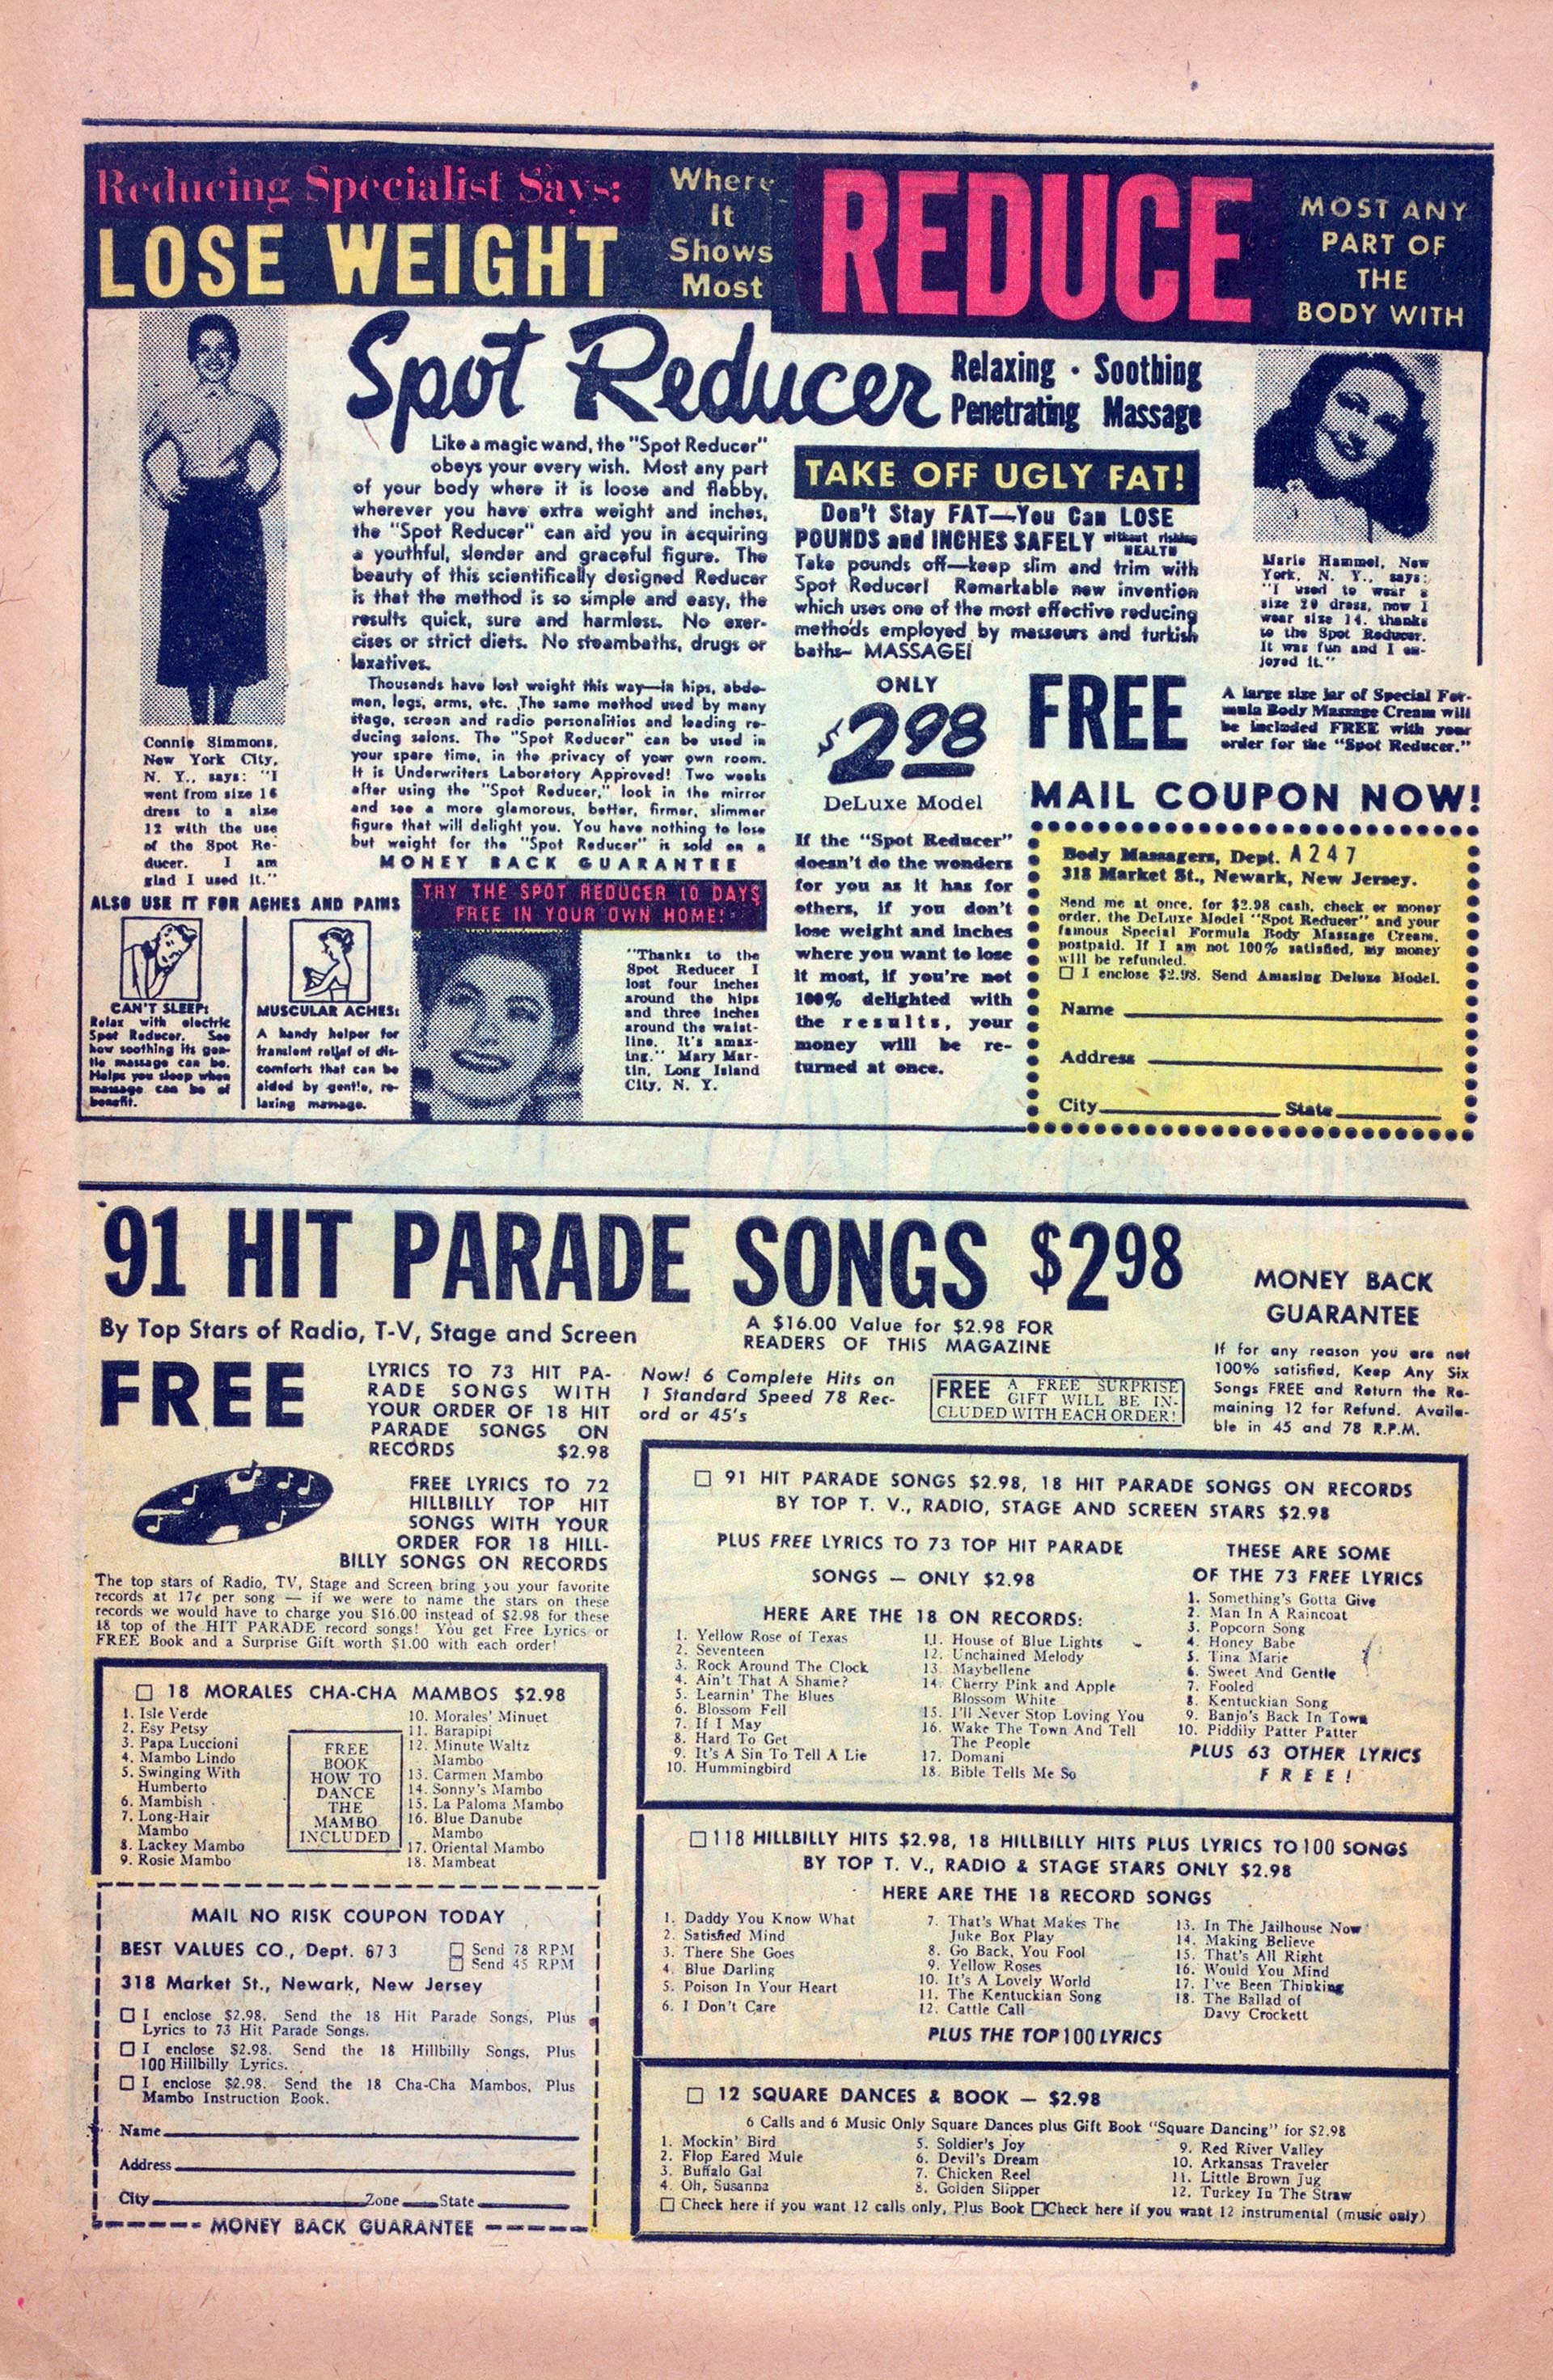 Reducing Specialist Says:
LOSE WEIGHT
Where
It
Shows
Most
REDUCE
MOST ANY
PART OF
THE
BODY WITH
Spot Reducer
Relaxing · Soothing
Penetrating Massage
Like a magic wand, the "Spot Reducer"
obeys your every wish. Most any part
of your body where it is loose and flabby,
wherever you have extra weight and inches,
the "Spot Reducer" can aid you in acquiring
a youthful, slender and graceful figure. The
beauty of this scientifically designed Reducer
is that the method is so simple and easy, the
results quick, sure and harmless. No exer-
cises or strict diets. No steambaths, drugs or
laxatives.
Thousands have lost weight this way—in hips, abdo-
men, legs, arms, etc. The same method used by many
stage, screen and radio personalities and leading re-
ducing salons. The "Spot Reducer" can be used in
your spare time, in the privacy of your own room.
It is Underwriters Laboratory Approved! Two weeks
after using the "Spot Reducer," look in the mirror
and see a more glamorous, better, firmer, slimmer
figure that will delight you. You have nothing to lose
but weight for the "Spot Reducer" is sold on a
MONEY BACK GUARANTEE
TRY THE SPOT REDUCER 10 DAYS
FREE IN YOUR OWN HOME!
Connie Simmons,
New York City,
N. Y., says: "I
went from size 16
dress to a size
12 with the use
of the Spot Re-
ducer. I am
glad I used it."
ALSO USE IT FOR ACHES AND PAINS
CAN'T SLEEP:
Relax with electric
Spot Reducer. See
how soothing its gen-
tle massage can be.
Helps you sleep when
massage can be of
benefit.
MUSCULAR ACHES:
A handy helper for
transient relief of dis-
comforts that can be
aided by gentle, re-
laxing massage.
"Thanks to the
Spot Reducer I
lost four inches
around the hips
and three inches
around the waist-
line. It's amaz-
ing." Mary Mar-
tin, Long Island
City, N. Y.
TAKE OFF UGLY FAT!
Don't Stay FAT—You Can LOSE
POUNDS and INCHES SAFELY without risking
HEALTH
Take pounds off—keep slim and trim with
Spot Reducer! Remarkable new invention
which uses one of the most effective reducing
methods employed by masseurs and turkish
baths— MASSAGE!
ONLY
$2.98
DeLuxe Model
If the "Spot Reducer"
doesn't do the wonders
for you as it has for
others, if you don't
lose weight and inches
where you want to lose
it most, if you're not
100% delighted with
the results, your
money will be re-
turned at once.
Marie Hammel, New
York, N. Y., says:
"I used to wear a
size 20 dress, now I
wear size 14, thanks
to the Spot Reducer.
It was fun and I en-
joyed it."
FREE
A large size jar of Special For-
mula Body Massage Cream will
be included FREE with your
order for the "Spot Reducer."
MAIL COUPON NOW!
Body Massagers, Dept. A247
318 Market St., Newark, New Jersey.
Send me at once, for $2.98 cash, check or money
order, the DeLuxe Model "Spot Reducer" and your
famous Special Formula Body Massage Cream,
postpaid. If I am not 100% satisfied, my money
will be refunded.
☐ I enclose $2.98. Send Amazing Deluxe Model.
Name
Address
City State
91 HIT PARADE SONGS $2.98
By Top Stars of Radio, T-V, Stage and Screen
A $16.00 Value for $2.98 FOR
READERS OF THIS MAGAZINE
MONEY BACK
GUARANTEE
If for any reason you are not
100% satisfied, Keep Any Six
Songs FREE and Return the Re-
maining 12 for Refund. Availa-
ble in 45 and 78 R.P.M.
FREE
LYRICS TO 73 HIT PA-
RADE SONGS WITH
YOUR ORDER OF 18 HIT
PARADE SONGS ON
RECORDS $2.98
Now! 6 Complete Hits on
1 Standard Speed 78 Rec-
ord or 45's
FREE A FREE SURPRISE
GIFT WILL BE IN-
CLUDED WITH EACH ORDER!
FREE LYRICS TO 72
HILLBILLY TOP HIT
SONGS WITH YOUR
ORDER FOR 18 HILL-
BILLY SONGS ON RECORDS
The top stars of Radio, TV, Stage and Screen bring you your favorite
records at 17¢ per song — if we were to name the stars on these
records we would have to charge you $16.00 instead of $2.98 for these
18 top of the HIT PARADE record songs! You get Free Lyrics or
FREE Book and a Surprise Gift worth $1.00 with each order!
☐ 18 MORALES CHA-CHA MAMBOS $2.98
1. Isle Verde
2. Esy Petsy
3. Papa Luccioni
4. Mambo Lindo
5. Swinging With
Humberto
6. Mambish
7. Long-Hair
Mambo
8. Lackey Mambo
9. Rosie Mambo
FREE
BOOK
HOW TO
DANCE
THE
MAMBO
INCLUDED
10. Morales' Minuet
11. Barapipi
12. Minute Waltz
Mambo
13. Carmen Mambo
14. Sonny's Mambo
15. La Paloma Mambo
16. Blue Danube
Mambo
17. Oriental Mambo
18. Mambeat
MAIL NO RISK COUPON TODAY
BEST VALUES CO., Dept. 673
☐ Send 78 RPM
☐ Send 45 RPM
318 Market St., Newark, New Jersey
☐ I enclose $2.98. Send the 18 Hit Parade Songs, Plus
Lyrics to 73 Hit Parade Songs.
☐ I enclose $2.98. Send the 18 Hillbilly Songs, Plus
100 Hillbilly Lyrics.
☐ I enclose $2.98. Send the 18 Cha-Cha Mambos, Plus
Mambo Instruction Book.
Name
Address
City Zone State
MONEY BACK GUARANTEE
☐ 91 HIT PARADE SONGS $2.98, 18 HIT PARADE SONGS ON RECORDS
BY TOP T. V., RADIO, STAGE AND SCREEN STARS $2.98
PLUS FREE LYRICS TO 73 TOP HIT PARADE
SONGS — ONLY $2.98
HERE ARE THE 18 ON RECORDS:
1. Yellow Rose of Texas
2. Seventeen
3. Rock Around The Clock
4. Ain't That A Shame?
5. Learnin' The Blues
6. Blossom Fell
7. If I May
8. Hard To Get
9. It's A Sin To Tell A Lie
10. Hummingbird
11. House of Blue Lights
12. Unchained Melody
13. Maybellene
14. Cherry Pink and Apple
Blossom White
15. I'll Never Stop Loving You
16. Wake The Town And Tell
The People
17. Domani
18. Bible Tells Me So
THESE ARE SOME
OF THE 73 FREE LYRICS
1. Something's Gotta Give
2. Man In A Raincoat
3. Popcorn Song
4. Honey Babe
5. Tina Marie
6. Sweet And Gentle
7. Fooled
8. Kentuckian Song
9. Banjo's Back In Town
10. Piddily Patter Patter
PLUS 63 OTHER LYRICS
FREE!
☐ 118 HILLBILLY HITS $2.98, 18 HILLBILLY HITS PLUS LYRICS TO 100 SONGS
BY TOP T. V., RADIO & STAGE STARS ONLY $2.98
HERE ARE THE 18 RECORD SONGS
1. Daddy You Know What
2. Satisfied Mind
3. There She Goes
4. Blue Darling
5. Poison In Your Heart
6. I Don't Care
7. That's What Makes The
Juke Box Play
8. Go Back, You Fool
9. Yellow Roses
10. It's A Lovely World
11. The Kentuckian Song
12. Cattle Call
13. In The Jailhouse Now
14. Making Believe
15. That's All Right
16. Would You Mind
17. I've Been Thinking
18. The Ballad of
Davy Crockett
PLUS THE TOP 100 LYRICS
☐ 12 SQUARE DANCES & BOOK — $2.98
6 Calls and 6 Music Only Square Dances plus Gift Book "Square Dancing" for $2.98
1. Mockin' Bird
2. Flop Eared Mule
3. Buffalo Gal
4. Oh, Susanna
5. Soldier's Joy
6. Devil's Dream
7. Chicken Reel
8. Golden Slipper
9. Red River Valley
10. Arkansas Traveler
11. Little Brown Jug
12. Turkey In The Straw
☐ Check here if you want 12 calls only, Plus Book ☐ Check here if you want 12 instrumental (music only)